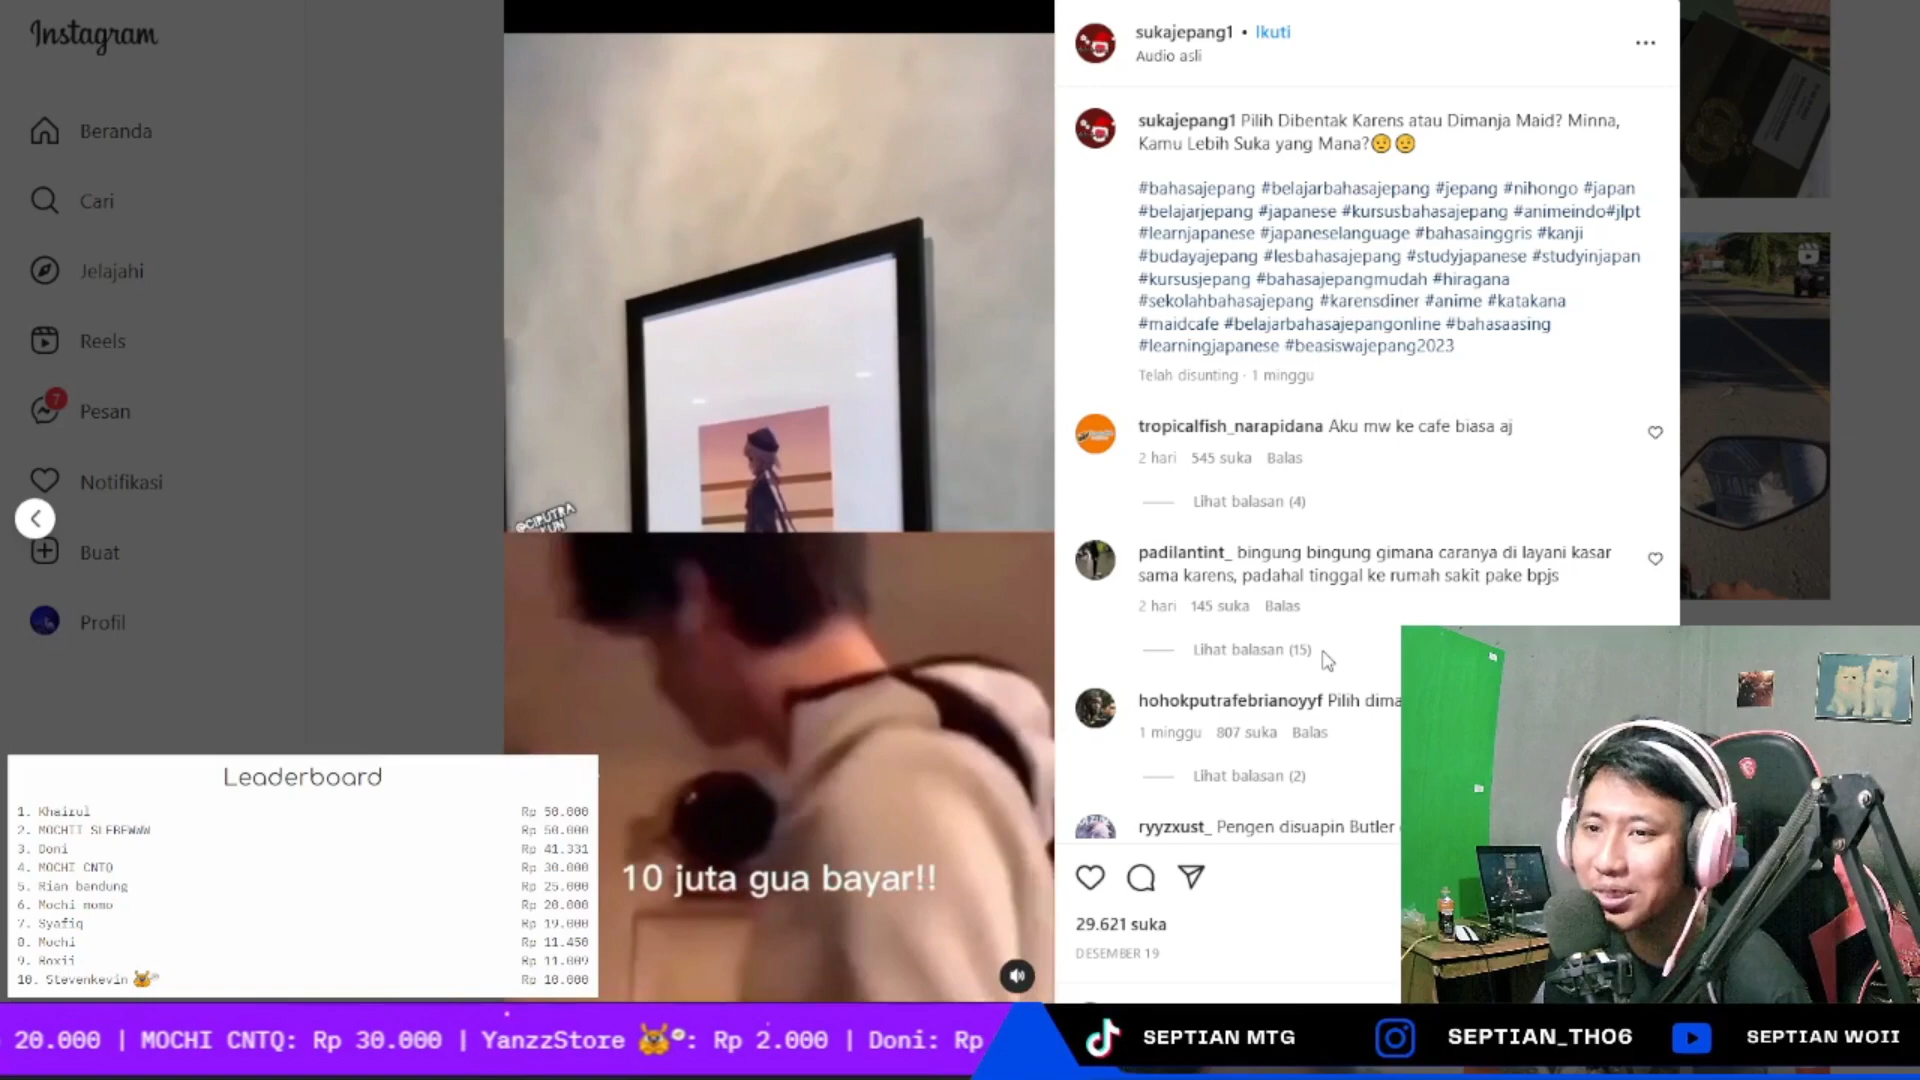 Instagram
Beranda
Cari
Jelajahi
Reels
7
Pesan
Notifikasi
Buat
Profil
@CIPUTRA
KUN
10 juta gua bayar!!
sukajepang1 • Ikuti
Audio asli
sukajepang1 Pilih Dibentak Karens atau Dimanja Maid? Minna,
Kamu Lebih Suka yang Mana?
#bahasajepang #belajarbahasajepang #jepang #nihongo #japan
#belajarjepang #japanese #kursusbahasajepang #animeindo#jlpt
#learnjapanese #japaneselanguage #bahasainggris #kanji
#budayajepang #lesbahasajepang #studyjapanese #studyinjapan
#kursusjepang #bahasajepangmudah #hiragana
#sekolahbahasajepang #karensdiner #anime #katakana
#maidcafe #belajarbahasajepangonline #bahasaasing
#learningjapanese #beasiswajepang2023
Telah disunting · 1 minggu
tropicalfish_narapidana Aku mw ke cafe biasa aj
2 hari 545 suka Balas
Lihat balasan (4)
padilantint_ bingung bingung gimana caranya di layani kasar
sama karens, padahal tinggal ke rumah sakit pake bpjs
2 hari 145 suka Balas
Lihat balasan (15)
hohokputrafebrianoyyf Pilih dima
1 minggu 807 suka Balas
Lihat balasan (2)
ryyzxust_ Pengen disuapin Butler
29.621 suka
DESEMBER 19
Leaderboard
1. Khairul Rp 50.000
2. MOCHII SLEBEWWW Rp 50.000
3. Doni Rp 41.331
4. MOCHI CNTQ Rp 30.000
5. Rian bandung Rp 25.000
6. Mochi momo Rp 20.000
7. Syafiq Rp 19.000
8. Mochi Rp 11.450
9. Roxii Rp 11.009
10. Stevenkevin Rp 10.000
20.000 | MOCHI CNTQ: Rp 30.000 | YanzzStore : Rp 2.000 | Doni: Rp
SEPTIAN MTG
SEPTIAN_TH06
SEPTIAN WOII